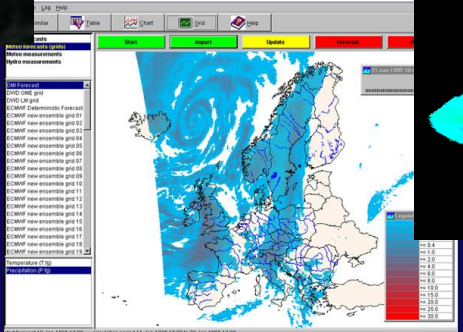 Log Help
Table
Chart
Grid
Help
Meteo forecasts (grids)
Meteo measurements
Hydro measurements
Start
Import
Update
Forecast
DMI Forecast
DWD GME grid
DWD LM grid
ECMWF Deterministic Forecast
ECMWF new ensemble grid 01
ECMWF new ensemble grid 02
ECMWF new ensemble grid 03
ECMWF new ensemble grid 04
ECMWF new ensemble grid 05
ECMWF new ensemble grid 06
ECMWF new ensemble grid 07
ECMWF new ensemble grid 08
ECMWF new ensemble grid 09
ECMWF new ensemble grid 10
ECMWF new ensemble grid 11
ECMWF new ensemble grid 12
ECMWF new ensemble grid 13
ECMWF new ensemble grid 14
ECMWF new ensemble grid 15
ECMWF new ensemble grid 16
ECMWF new ensemble grid 17
ECMWF new ensemble grid 18
ECMWF new ensemble grid 19
Temperature (T.fg)
Precipitation (P.fg)
Legend
>= 0.4
>= 1.0
>= 2.0
>= 4.0
>= 6.0
>= 8.0
>= 10.0
>= 15.0
>= 20.0
>= 25.0
>= 30.0